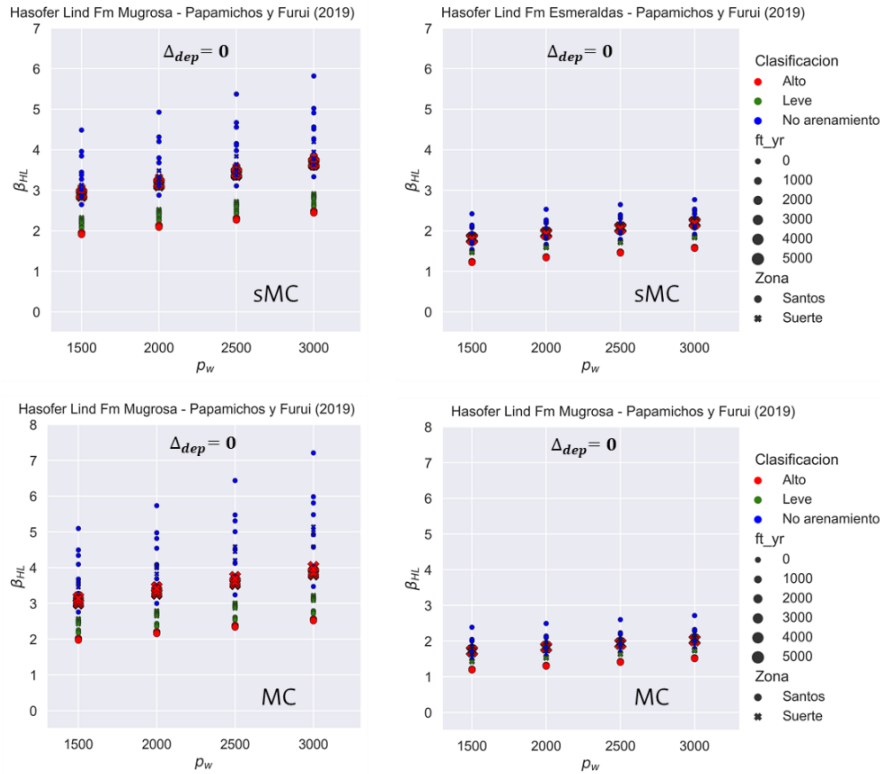 Hasofer Lind Fm Mugrosa - Papamichos y Furui (2019)
Δdep= 0
7
6
5
4
3
2
1
0
βHL
sMC
1500 2000 2500 3000
pw
Hasofer Lind Fm Esmeraldas - Papamichos y Furui (2019)
Δdep= 0
7
6
5
4
3
2
1
0
sMC
1500 2000 2500 3000
pw
Clasificacion
Alto
Leve
No arenamiento
ft_yr
0
1000
2000
3000
4000
5000
Zona
Santos
Suerte
Hasofer Lind Fm Mugrosa - Papamichos y Furui (2019)
Δdep= 0
8
7
6
5
4
3
2
1
0
βHL
MC
1500 2000 2500 3000
pw
Hasofer Lind Fm Mugrosa - Papamichos y Furui (2019)
Δdep= 0
8
7
6
5
4
3
2
1
0
βHL
MC
1500 2000 2500 3000
pw
Clasificacion
Alto
Leve
No arenamiento
ft_yr
0
1000
2000
3000
4000
5000
Zona
Santos
Suerte